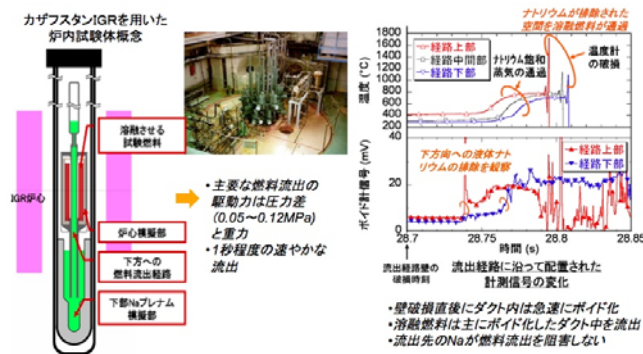 カザフスタンIGRを用いた
炉内試験体概念
IGR炉心
溶融させる
試験燃料
炉心模擬部
下方への
燃料流出経路
下部Naプレナム
模擬部
・主要な燃料流出の
駆動力は圧力差
(0.05~0.12MPa)
と重力
・1秒程度の速やかな
流出
ナトリウムが排除された
空間を溶融燃料が通過
温度 (°C)
1800
1600
1400
1200
1000
800
600
400
200
経路上部
経路中間部
経路下部
ナトリウム飽和
蒸気の通過
温度計の
破損
下方向への液体ナト
リウムの排除を観察
経路上部
経路下部
ボイド計信号 (mV)
40
20
0
28.7
28.75
28.8
28.85
時間 (s)
流出経路壁の
破損時刻
流出経路に沿って配置された
計測信号の変化
・壁破損直後にダクト内は急速にボイド化
・溶融燃料は主にボイド化したダクト中を流出
・流出先のNaが燃料流出を阻害しない